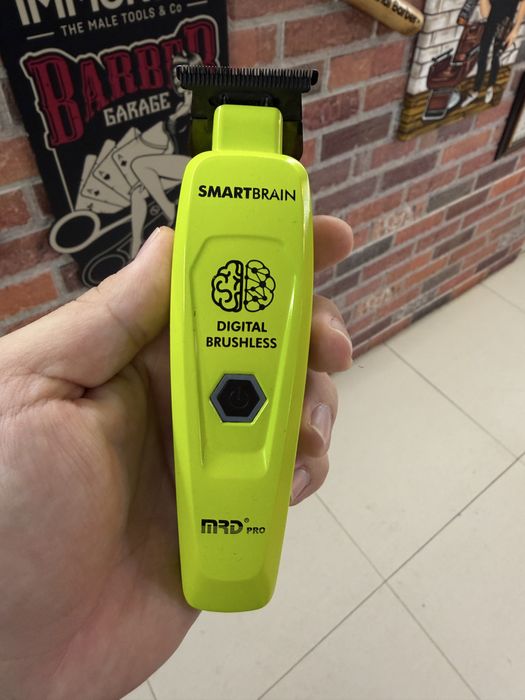 THE MALE TOOLS & Co
BARBER
GARAGE
SMARTBRAIN
DIGITAL
BRUSHLESS
MRD® PRO